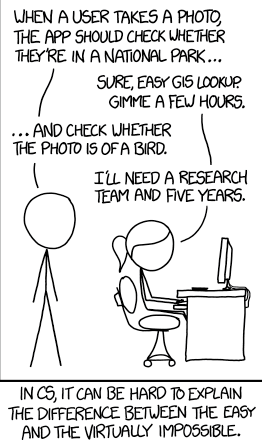 WHEN A USER TAKES A PHOTO,
THE APP SHOULD CHECK WHETHER
THEY'RE IN A NATIONAL PARK...
SURE, EASY GIS LOOKUP.
GIMME A FEW HOURS.
...AND CHECK WHETHER
THE PHOTO IS OF A BIRD.
I'LL NEED A RESEARCH
TEAM AND FIVE YEARS.
IN CS, IT CAN BE HARD TO EXPLAIN
THE DIFFERENCE BETWEEN THE EASY
AND THE VIRTUALLY IMPOSSIBLE.